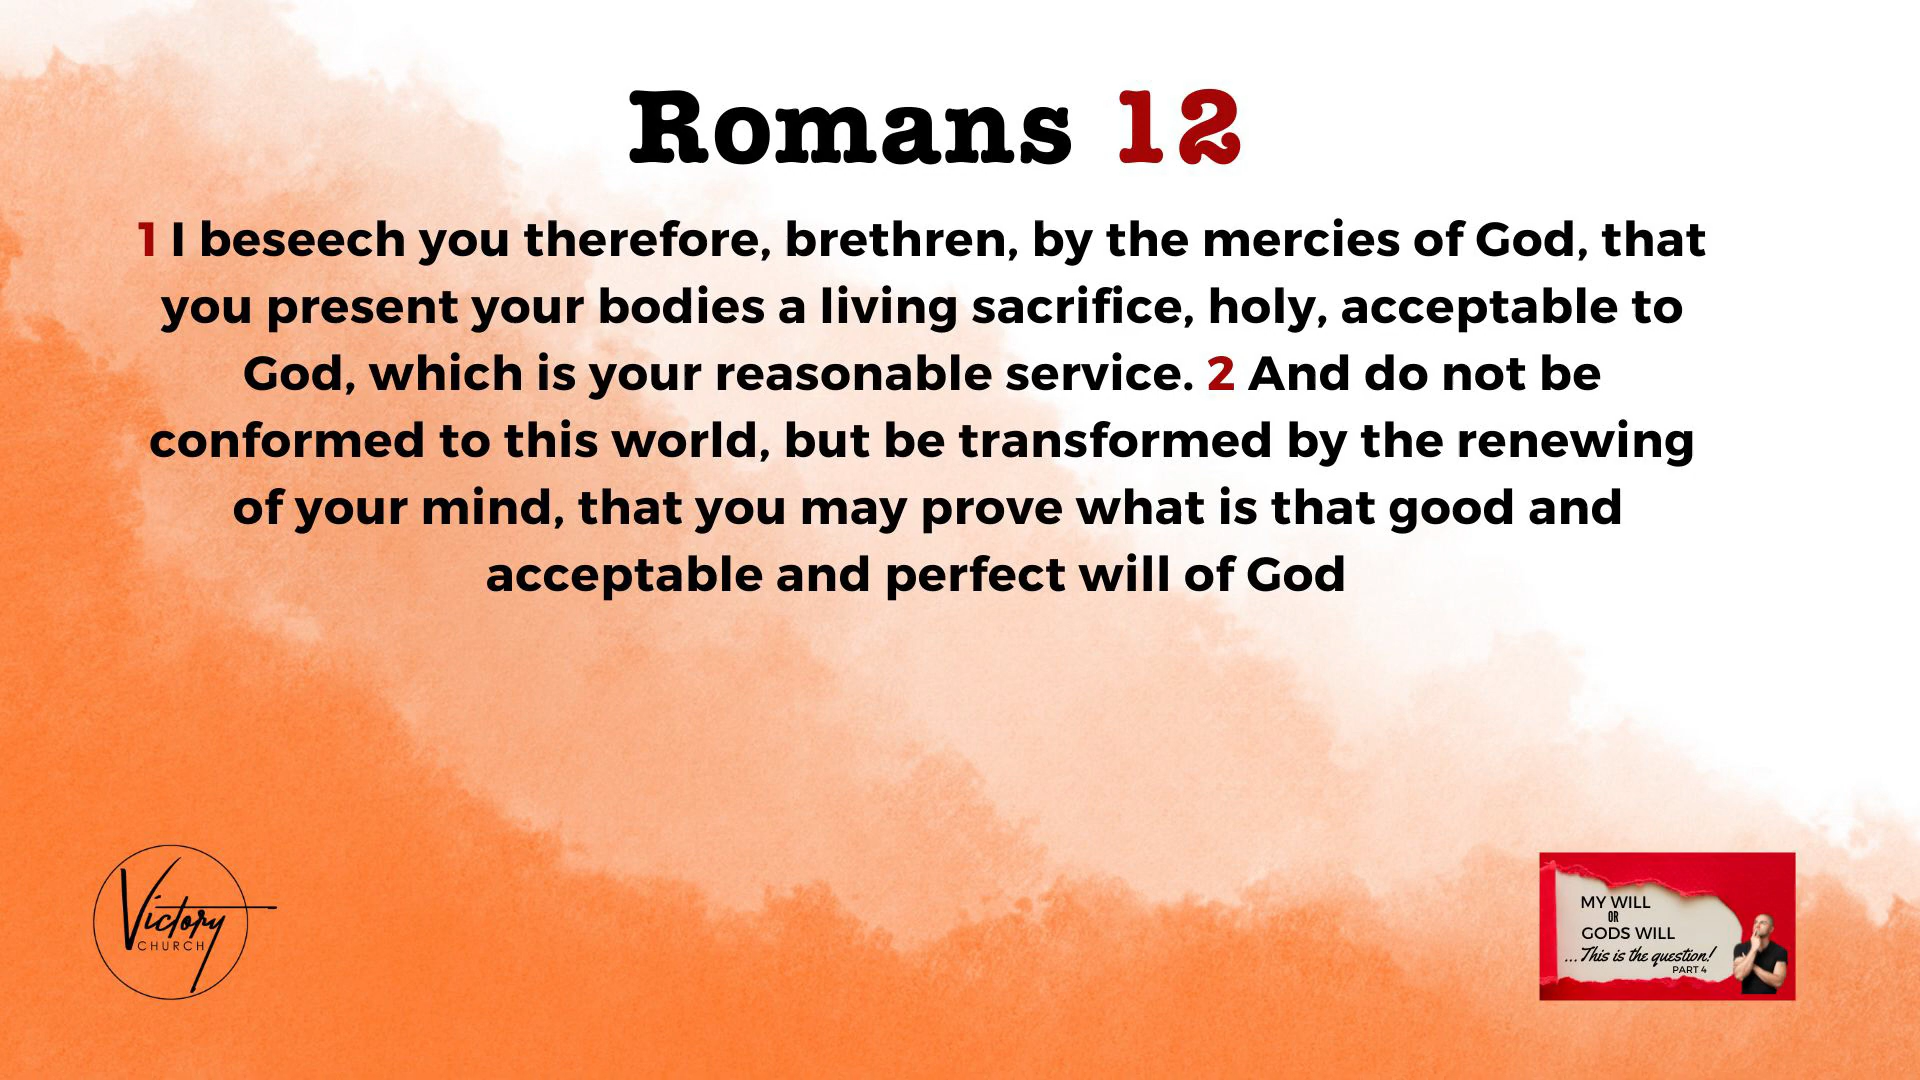 Romans 12
1 I beseech you therefore, brethren, by the mercies of God, that
you present your bodies a living sacrifice, holy, acceptable to
God, which is your reasonable service. 2 And do not be
conformed to this world, but be transformed by the renewing
of your mind, that you may prove what is that good and
acceptable and perfect will of God
Victory
CHURCH
MY WILL
OR
GODS WILL
...This is the question!
PART 4